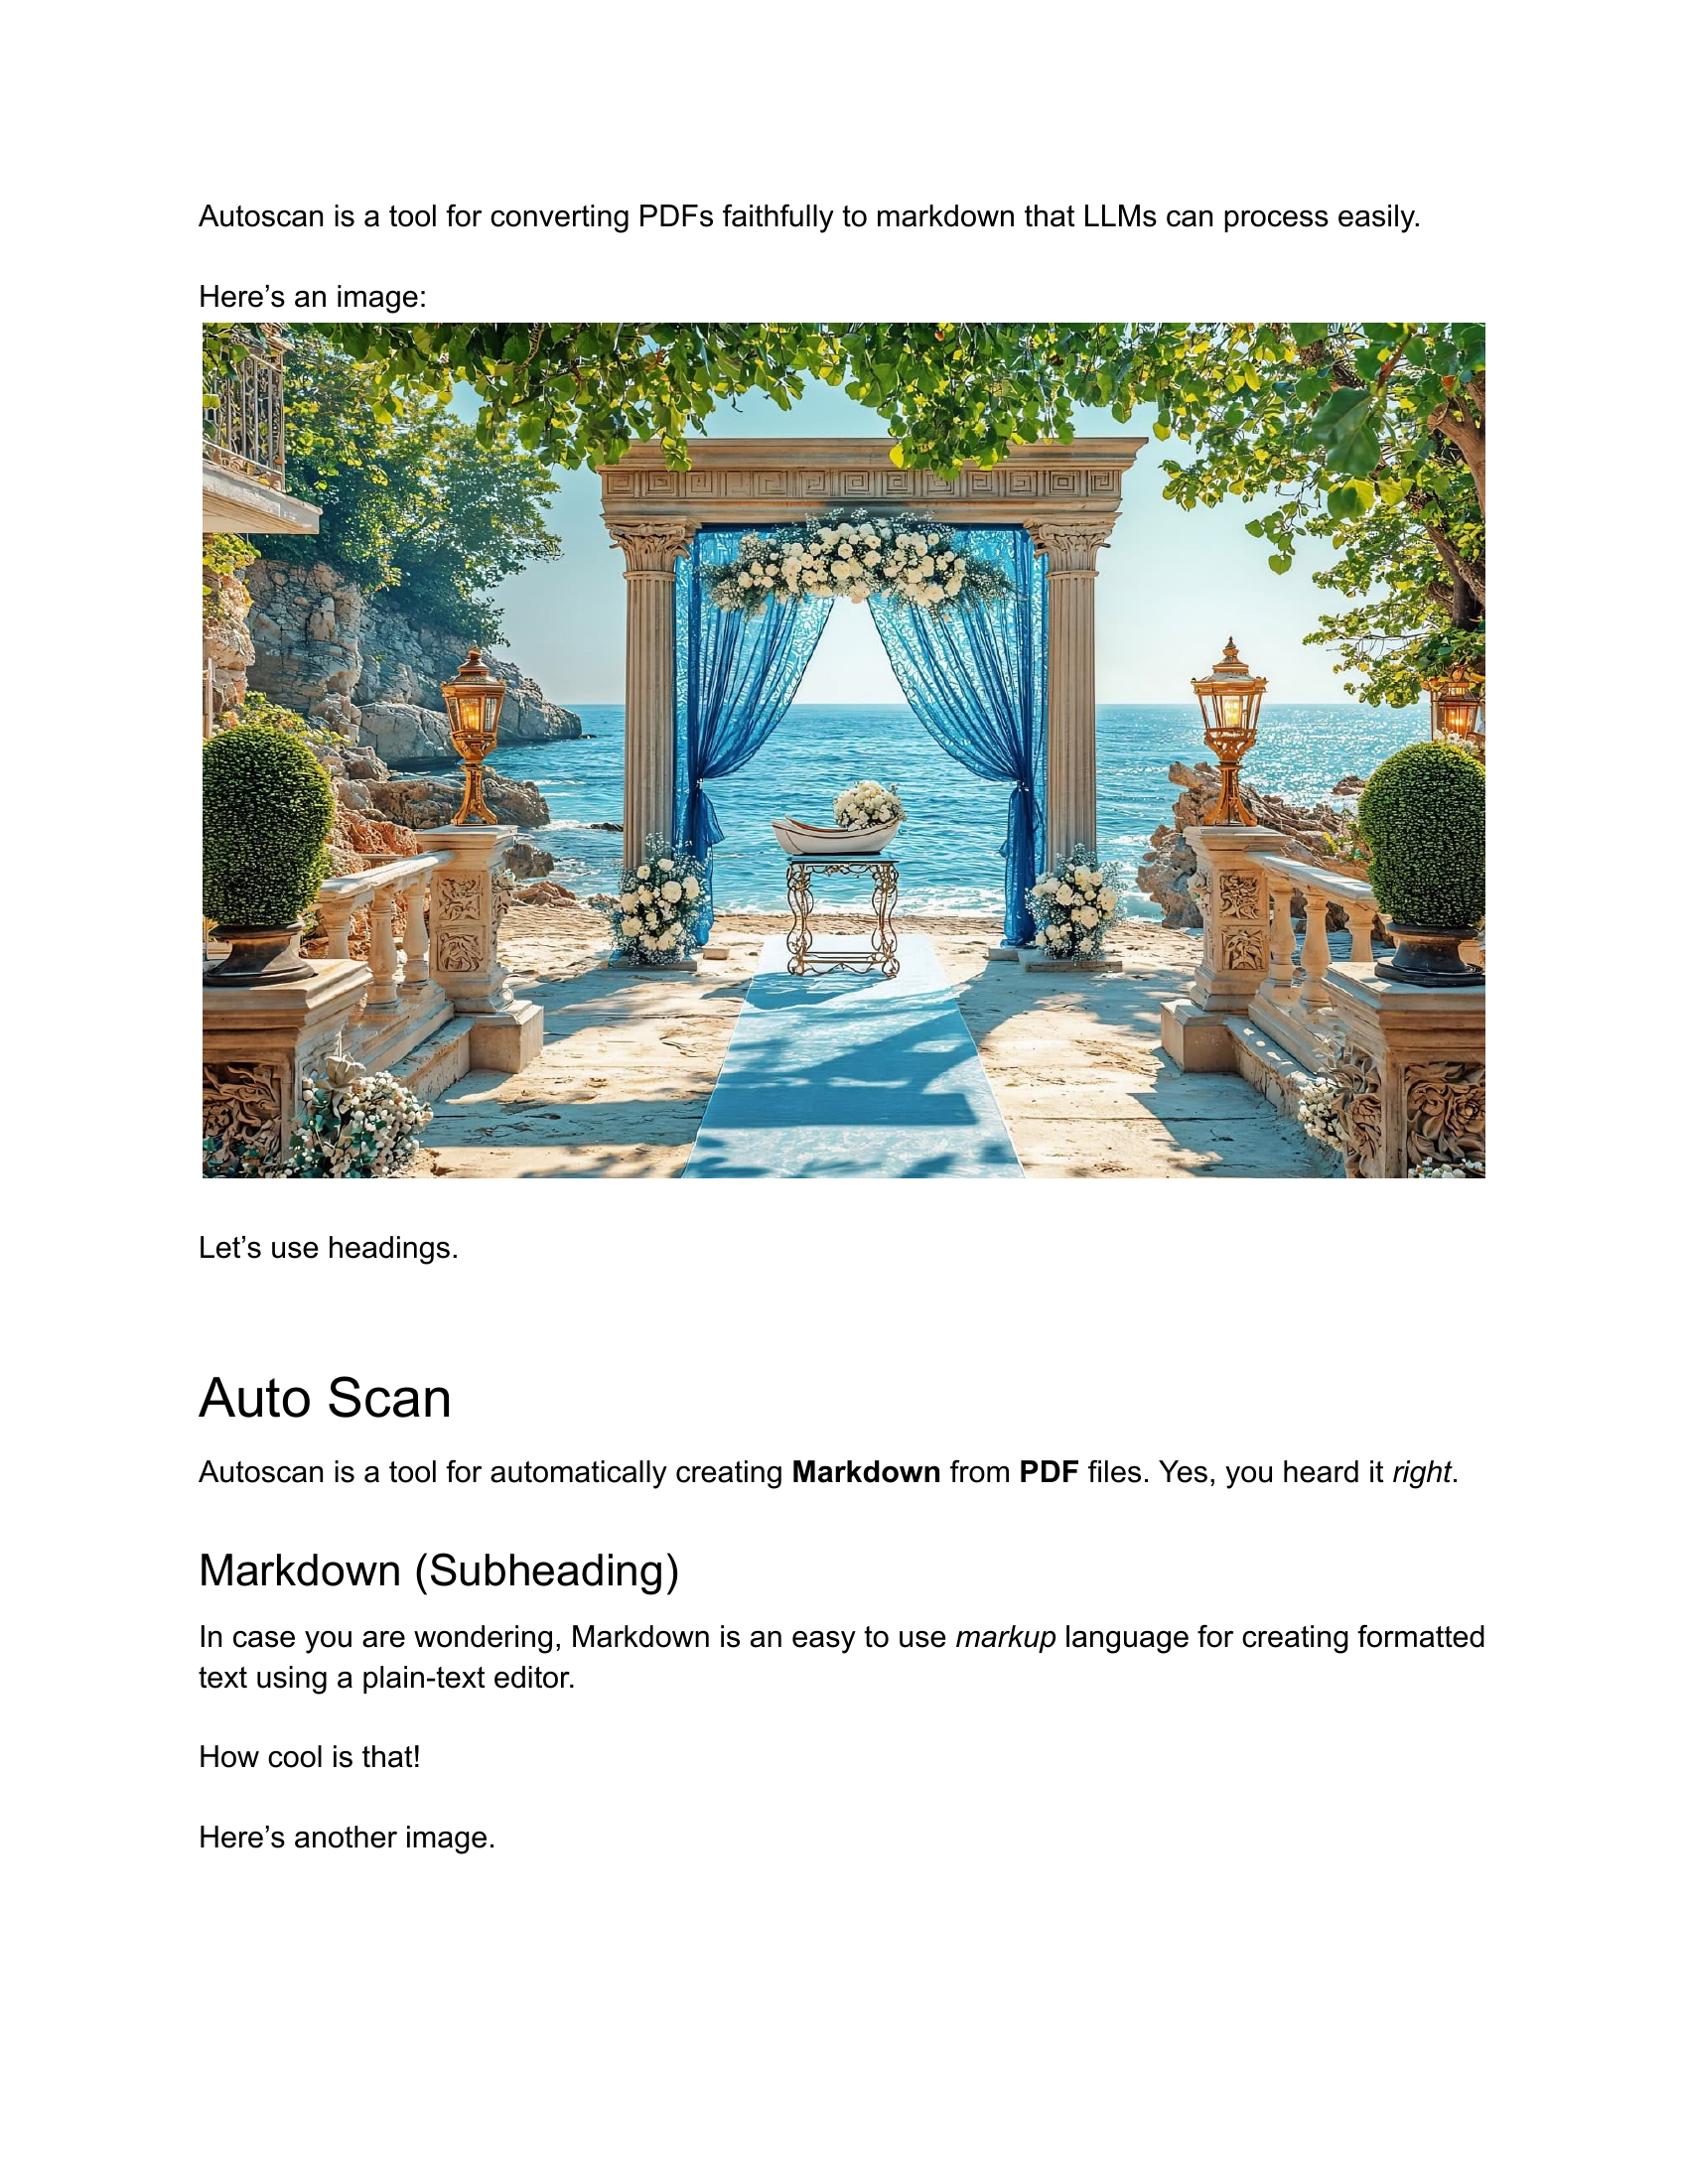 Autoscan is a tool for converting PDFs faithfully to markdown that LLMs can process easily.
Here’s an image:
Let’s use headings.
Auto Scan
Autoscan is a tool for automatically creating Markdown from PDF files. Yes, you heard it right.
Markdown (Subheading)
In case you are wondering, Markdown is an easy to use markup language for creating formatted
text using a plain-text editor.
How cool is that!
Here’s another image.